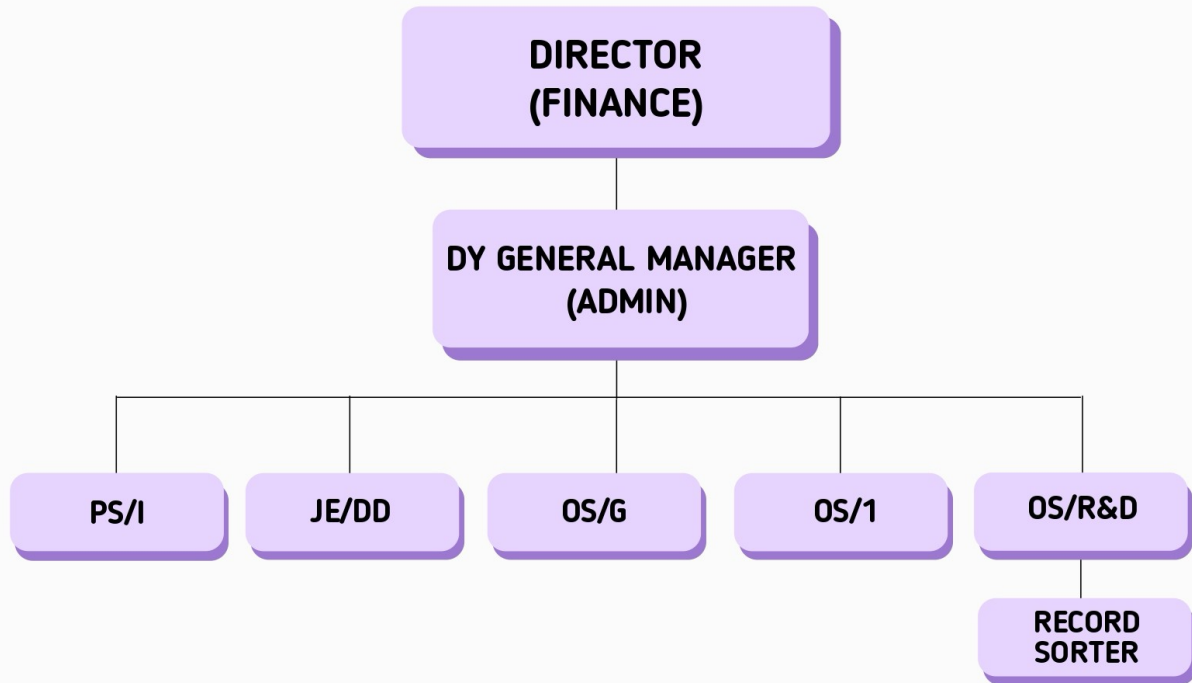 DIRECTOR
(FINANCE)
DY GENERAL MANAGER
(ADMIN)
PS/I
JE/DD
OS/G
OS/1
OS/R&D
RECORD
SORTER